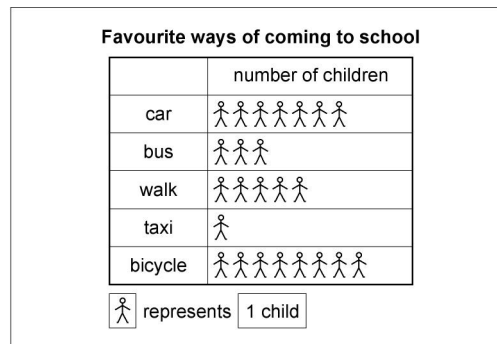 Favourite ways of coming to school
number of children
car
bus
walk
taxi
bicycle
represents 1 child